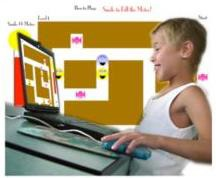 How to Play
Smile to Fill the Meter!
Smile-O-Meter
Level 1
Start